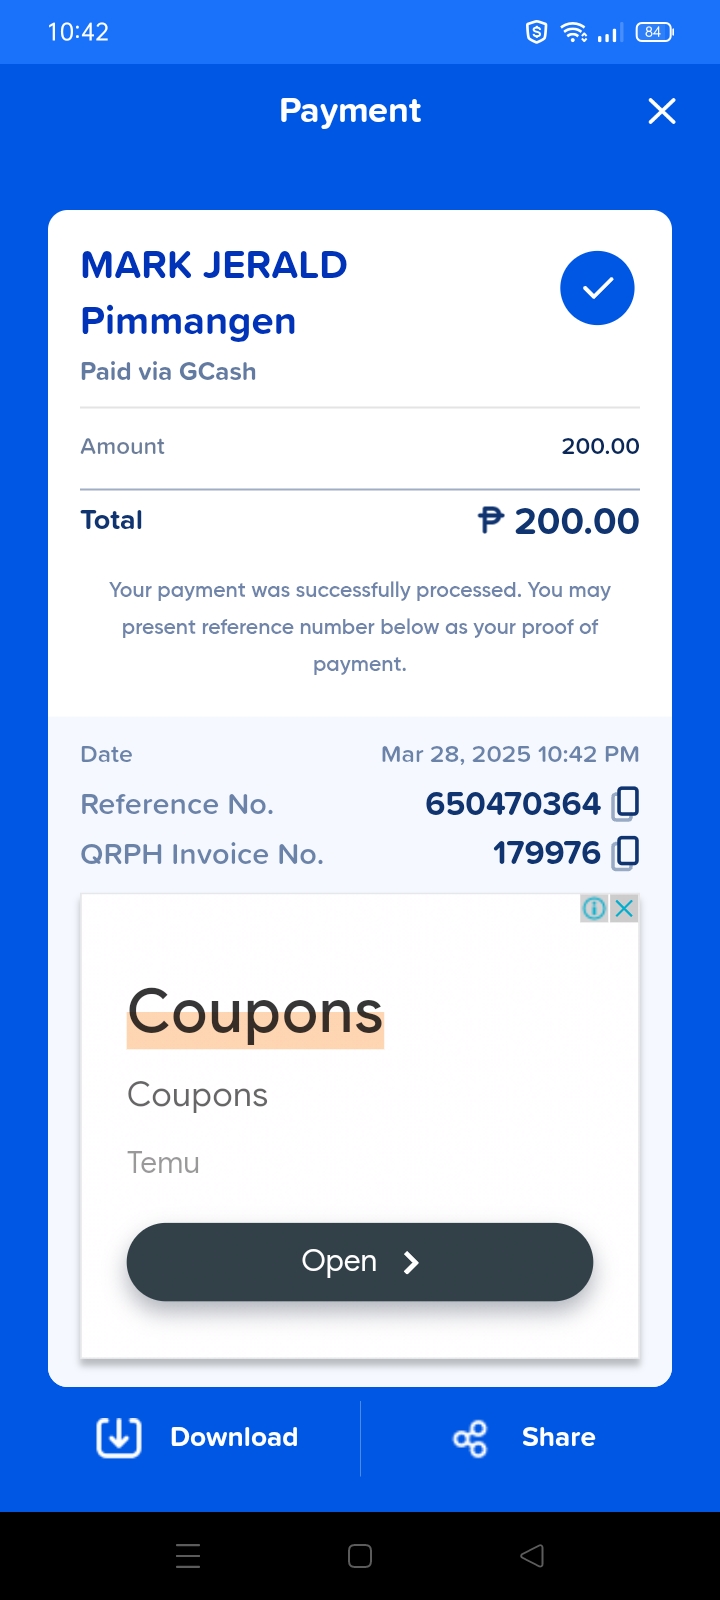 10:42
84
Payment
MARK JERALD
Pimmangen
Paid via GCash
Amount 200.00
Total ₱ 200.00
Your payment was successfully processed. You may
present reference number below as your proof of
payment.
Date Mar 28, 2025 10:42 PM
Reference No. 650470364
QRPH Invoice No. 179976
Coupons
Coupons
Temu
Open
Download Share